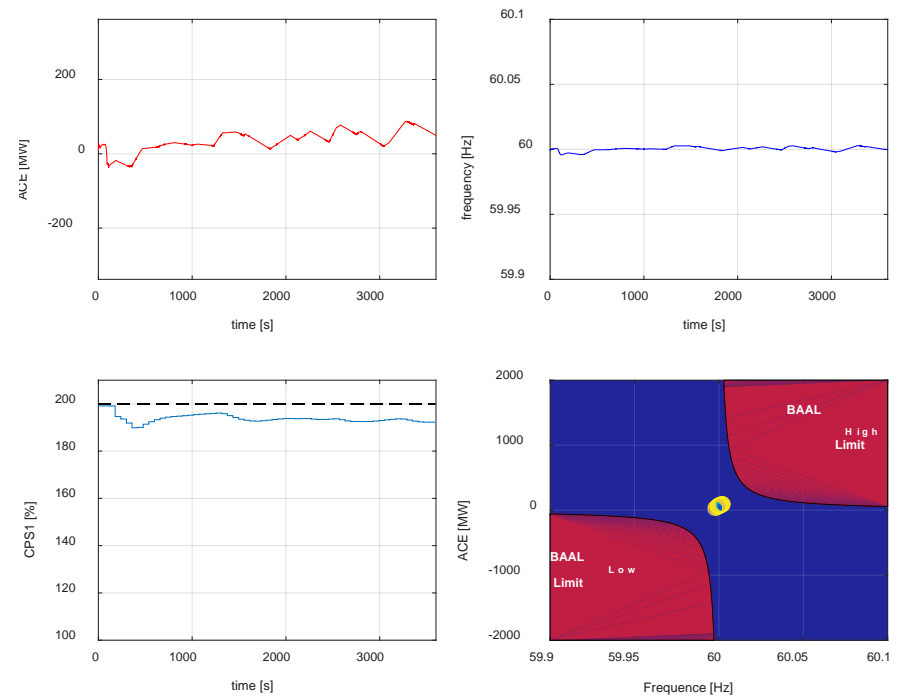 200
0
-200
ACE [MW]
0
1000
2000
3000
time [s]
60.1
60.05
60
59.95
59.9
frequency [Hz]
0
1000
2000
3000
time [s]
200
180
160
140
120
100
CPS1 [%]
0
1000
2000
3000
time [s]
2000
1000
0
-1000
-2000
ACE [MW]
BAAL
High
Limit
BAAL
Low
Limit
59.9
59.95
60
60.05
60.1
Frequence [Hz]